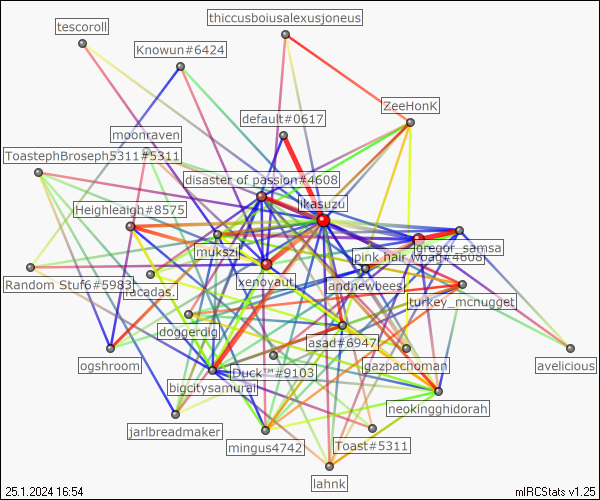 thiccusboiusalexusjoneus
tescoroll
Knowun#6424
ZeeHonK
default#0617
moonraven
ToastephBroseph5311#5311
disaster of passion#4608
Ikasuzu
Heighleaigh#8575
gregor_samsa
mukszii
pink hair woag#4608
xenovaut
Random Stuf6#5983
racadas.
andnewbees
turkey_mcnugget
doggerdig
asad#6947
ogshroom
gazpachoman
avelicious
Duck™#9103
bigcitysamurai
neokingghidorah
jarlbreadmaker
mingus4742
Toast#5311
lahnk
25.1.2024 16:54
mIRCStats v1.25